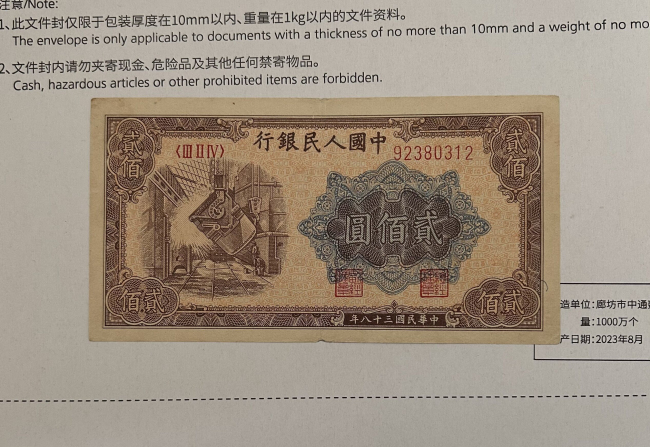 注意/Note:
1、此文件封仅限于包装厚度在10mm以内、重量在1kg以内的文件资料。
The envelope is only applicable to documents with a thickness of no more than 10mm and a weight of no mo
2、文件封内请勿夹寄现金、危险品及其他任何禁寄物品。
Cash, hazardous articles or other prohibited items are forbidden.
行銀民人國中
貳佰
貳佰
〈III II IV〉
92380312
圓佰貳
佰貳
佰貳
年八十三國民華中
造单位:廊坊市中通
量:1000万个
产日期:2023年8月